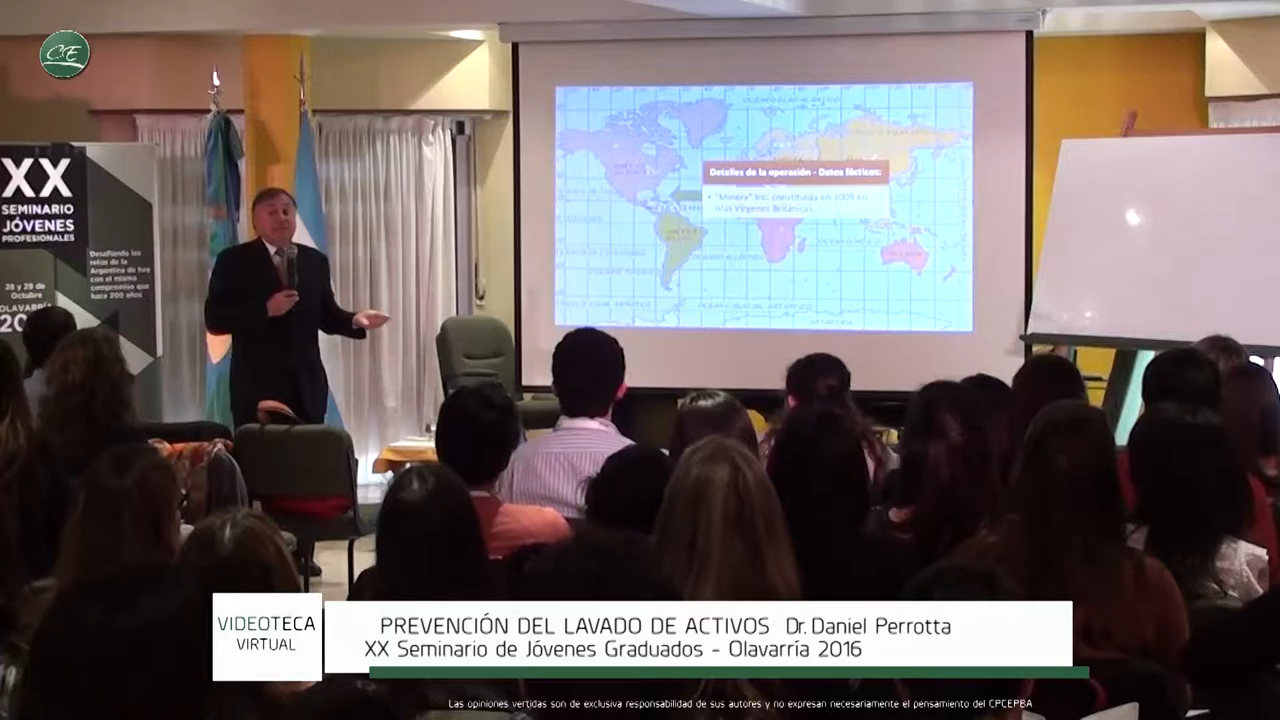 CE
XX
SEMINARIO
JÓVENES
PROFESIONALES
Desafiando los
retos de la
Argentina de hoy
con el mismo
compromiso que
hace 200 años
28 y 29 de
Octubre
OLAVARRÍA
Detalles de la operación - Datos fácticos:
• "Minera" Inc: constituida en 2009 en
Islas Vírgenes Británicas
VIDEOTECA
VIRTUAL
PREVENCIÓN DEL LAVADO DE ACTIVOS Dr. Daniel Perrotta
XX Seminario de Jóvenes Graduados - Olavarría 2016
Las opiniones vertidas son de exclusiva responsabilidad de sus autores y no expresan necesariamente el pensamiento del CPCEPBA